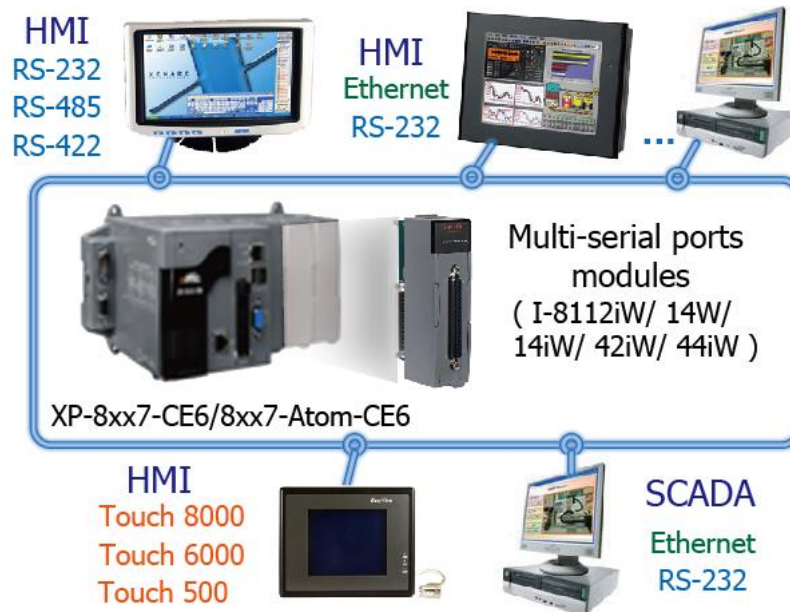 HMI
RS-232
RS-485
RS-422
XENARC
HMI
Ethernet
RS-232
...
Multi-serial ports
modules
( I-8112iW/ 14W/
14iW/ 42iW/ 44iW )
XP-8xx7-CE6/8xx7-Atom-CE6
HMI
Touch 8000
Touch 6000
Touch 500
SCADA
Ethernet
RS-232